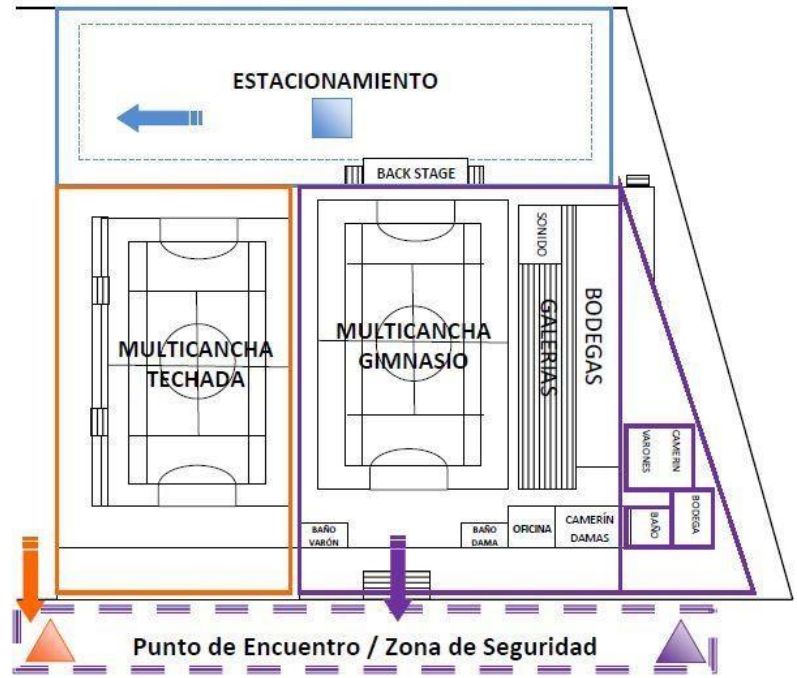 ESTACIONAMIENTO
BACK STAGE
SONIDO
GALERIAS
BODEGAS
MULTICANCHA
TECHADA
MULTICANCHA
GIMNASIO
CAMERIN
VARONES
BODEGA
BAÑO
BAÑO
VARÓN
BAÑO
DAMA
OFICINA
CAMERÍN
DAMAS
Punto de Encuentro / Zona de Seguridad